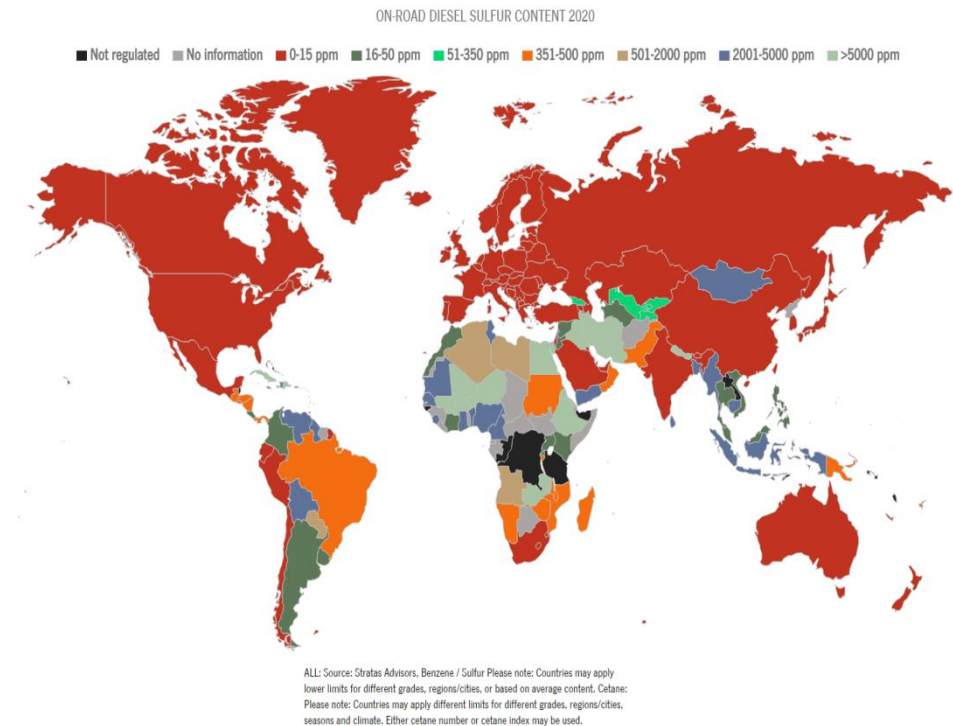 ON-ROAD DIESEL SULFUR CONTENT 2020
Not regulated No information 0-15 ppm 16-50 ppm 51-350 ppm 351-500 ppm 501-2000 ppm 2001-5000 ppm >5000 ppm
ALL: Source: Stratas Advisors, Benzene / Sulfur Please note: Countries may apply
lower limits for different grades, regions/cities, or based on average content. Cetane:
Please note: Countries may apply different limits for different grades, regions/cities,
seasons and climate. Either cetane number or cetane index may be used.